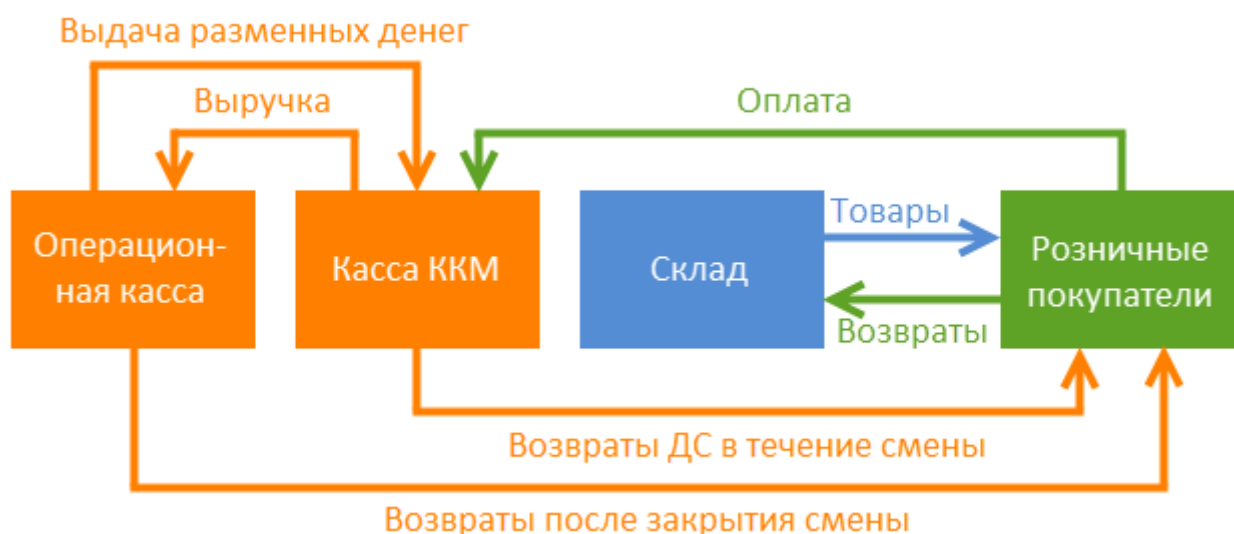 Выдача разменных денег
Выручка
Оплата
Операцион-
ная касса
Касса ККМ
Склад
Товары
Возвраты
Розничные
покупатели
Возвраты ДС в течение смены
Возвраты после закрытия смены